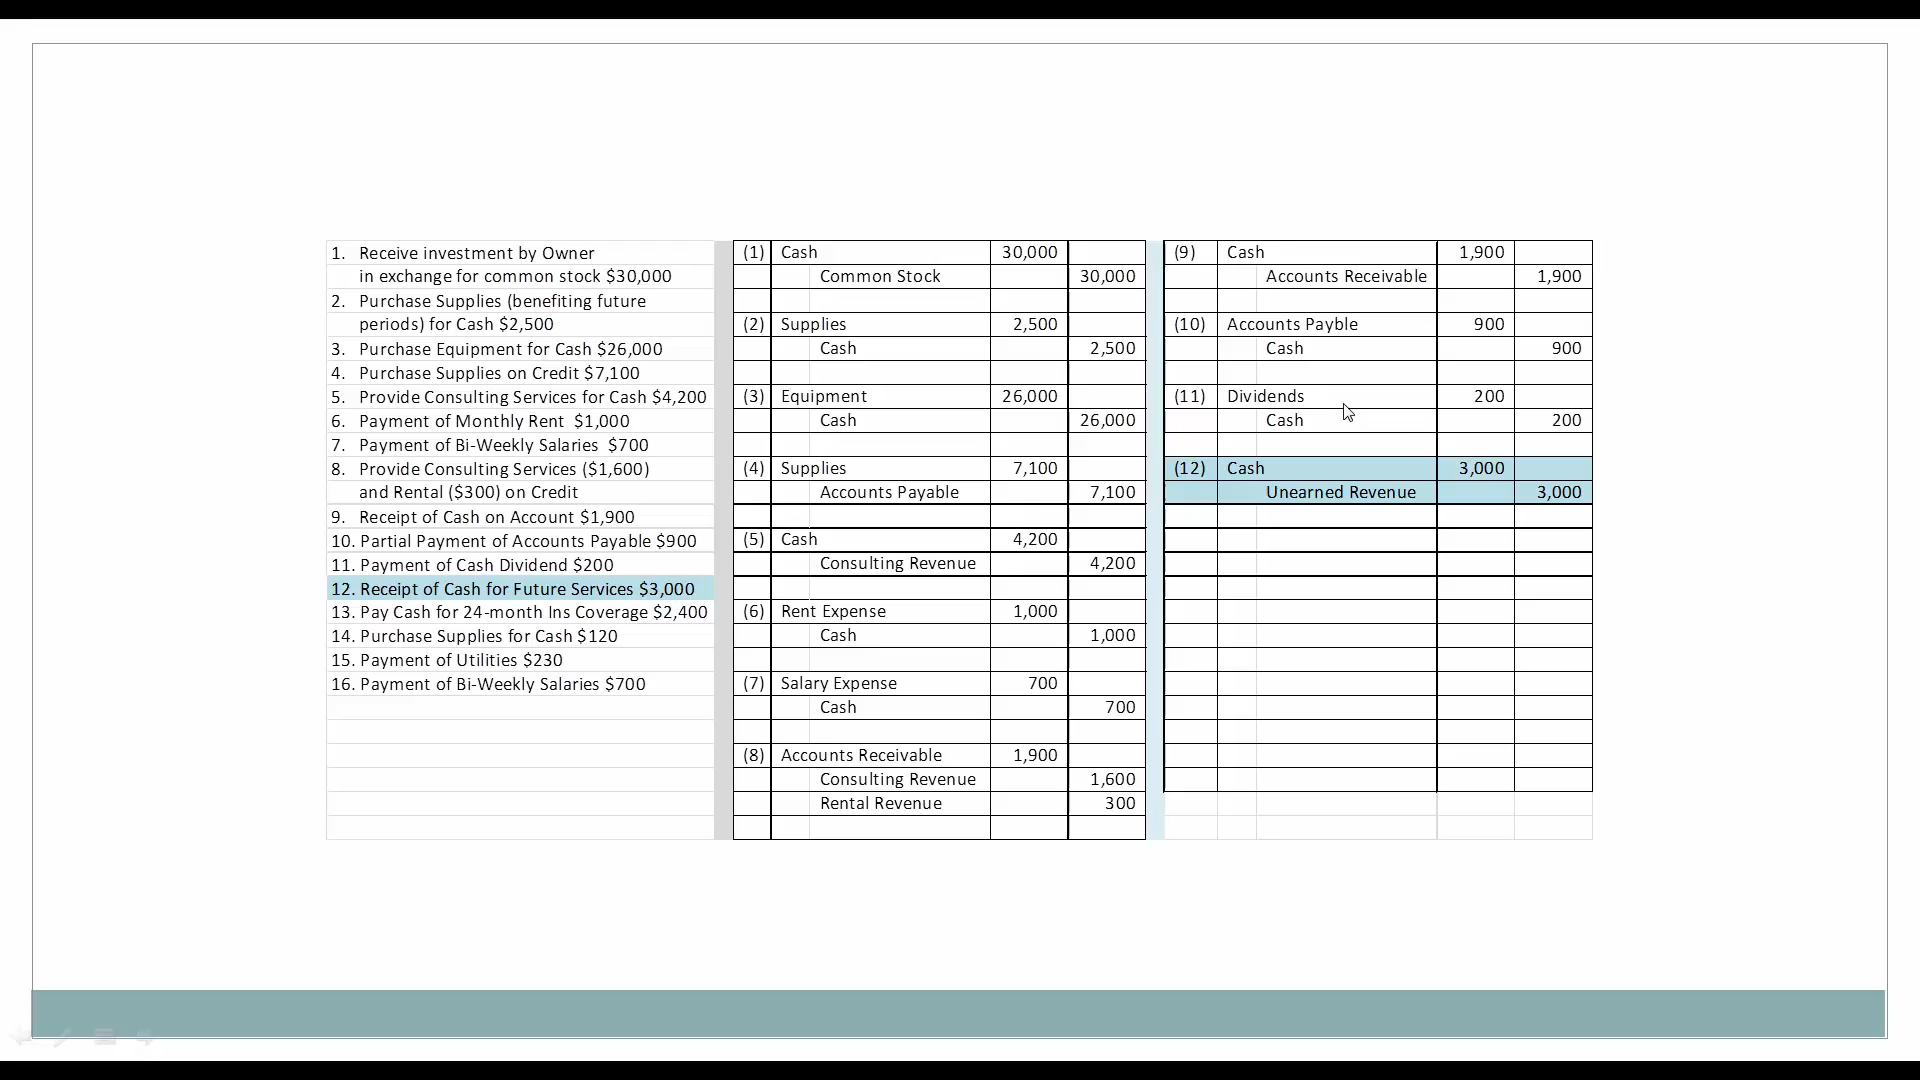 1. Receive investment by Owner
in exchange for common stock $30,000
2. Purchase Supplies (benefiting future
periods) for Cash $2,500
3. Purchase Equipment for Cash $26,000
4. Purchase Supplies on Credit $7,100
5. Provide Consulting Services for Cash $4,200
6. Payment of Monthly Rent $1,000
7. Payment of Bi-Weekly Salaries $700
8. Provide Consulting Services ($1,600)
and Rental ($300) on Credit
9. Receipt of Cash on Account $1,900
10. Partial Payment of Accounts Payable $900
11. Payment of Cash Dividend $200
12. Receipt of Cash for Future Services $3,000
13. Pay Cash for 24-month Ins Coverage $2,400
14. Purchase Supplies for Cash $120
15. Payment of Utilities $230
16. Payment of Bi-Weekly Salaries $700
(1) Cash 30,000
Common Stock 30,000
(2) Supplies 2,500
Cash 2,500
(3) Equipment 26,000
Cash 26,000
(4) Supplies 7,100
Accounts Payable 7,100
(5) Cash 4,200
Consulting Revenue 4,200
(6) Rent Expense 1,000
Cash 1,000
(7) Salary Expense 700
Cash 700
(8) Accounts Receivable 1,900
Consulting Revenue 1,600
Rental Revenue 300
(9) Cash 1,900
Accounts Receivable 1,900
(10) Accounts Payble 900
Cash 900
(11) Dividends 200
Cash 200
(12) Cash 3,000
Unearned Revenue 3,000